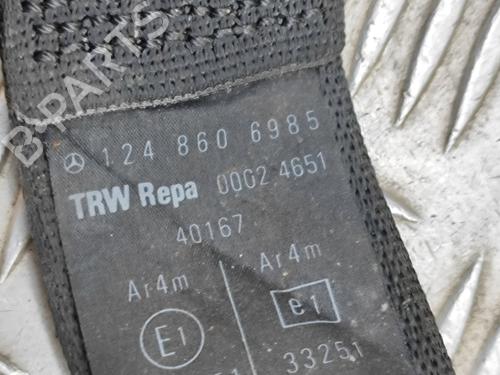 124 860 6985
TRW Repa 0002 4651
40167
Ar4m Ar4m
E1 e1
33251
B-PARTS